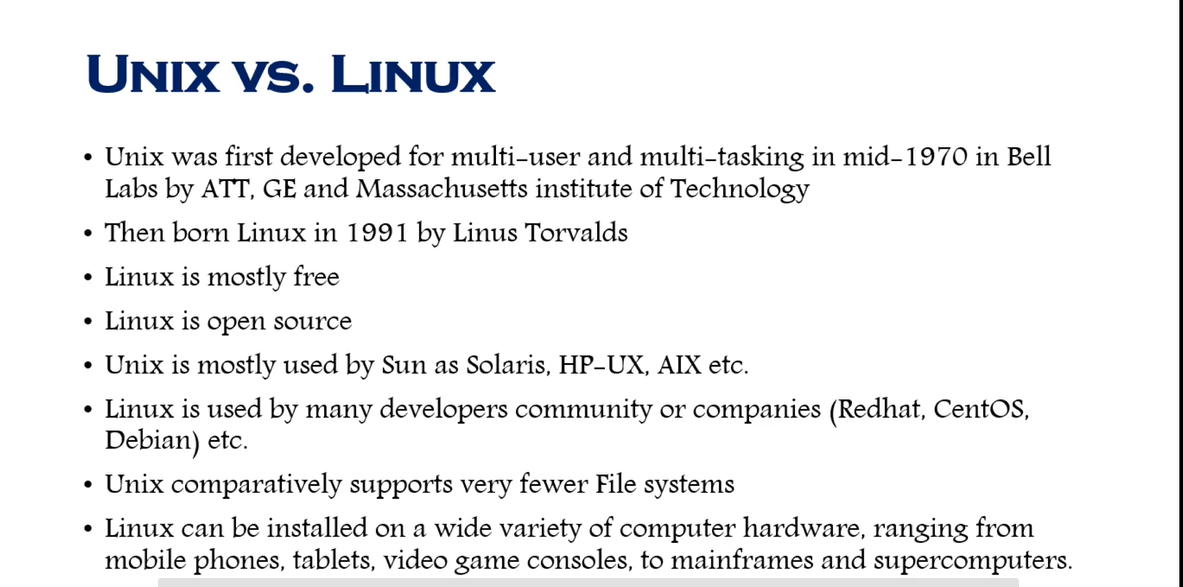 UNIX VS. LINUX
• Unix was first developed for multi-user and multi-tasking in mid-1970 in Bell
Labs by ATT, GE and Massachusetts institute of Technology
• Then born Linux in 1991 by Linus Torvalds
• Linux is mostly free
• Linux is open source
• Unix is mostly used by Sun as Solaris, HP-UX, AIX etc.
• Linux is used by many developers community or companies (Redhat, CentOS,
Debian) etc.
• Unix comparatively supports very fewer File systems
• Linux can be installed on a wide variety of computer hardware, ranging from
mobile phones, tablets, video game consoles, to mainframes and supercomputers.